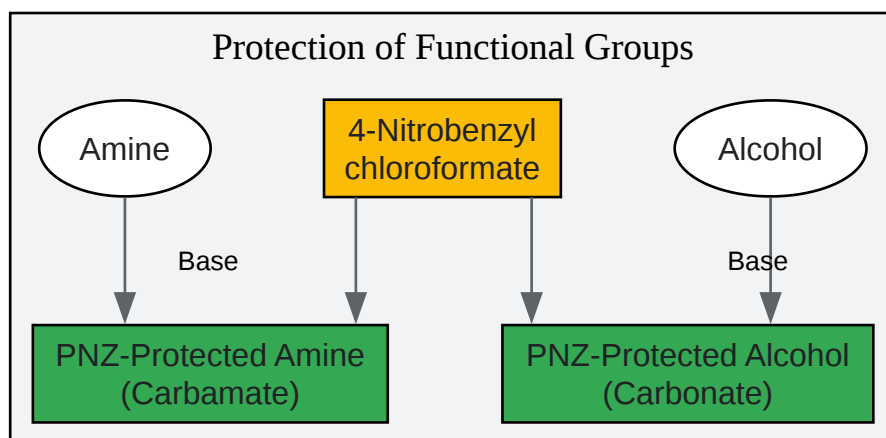 Protection of Functional Groups
Amine
4-Nitrobenzyl
chloroformate
Alcohol
Base
Base
PNZ-Protected Amine
(Carbamate)
PNZ-Protected Alcohol
(Carbonate)